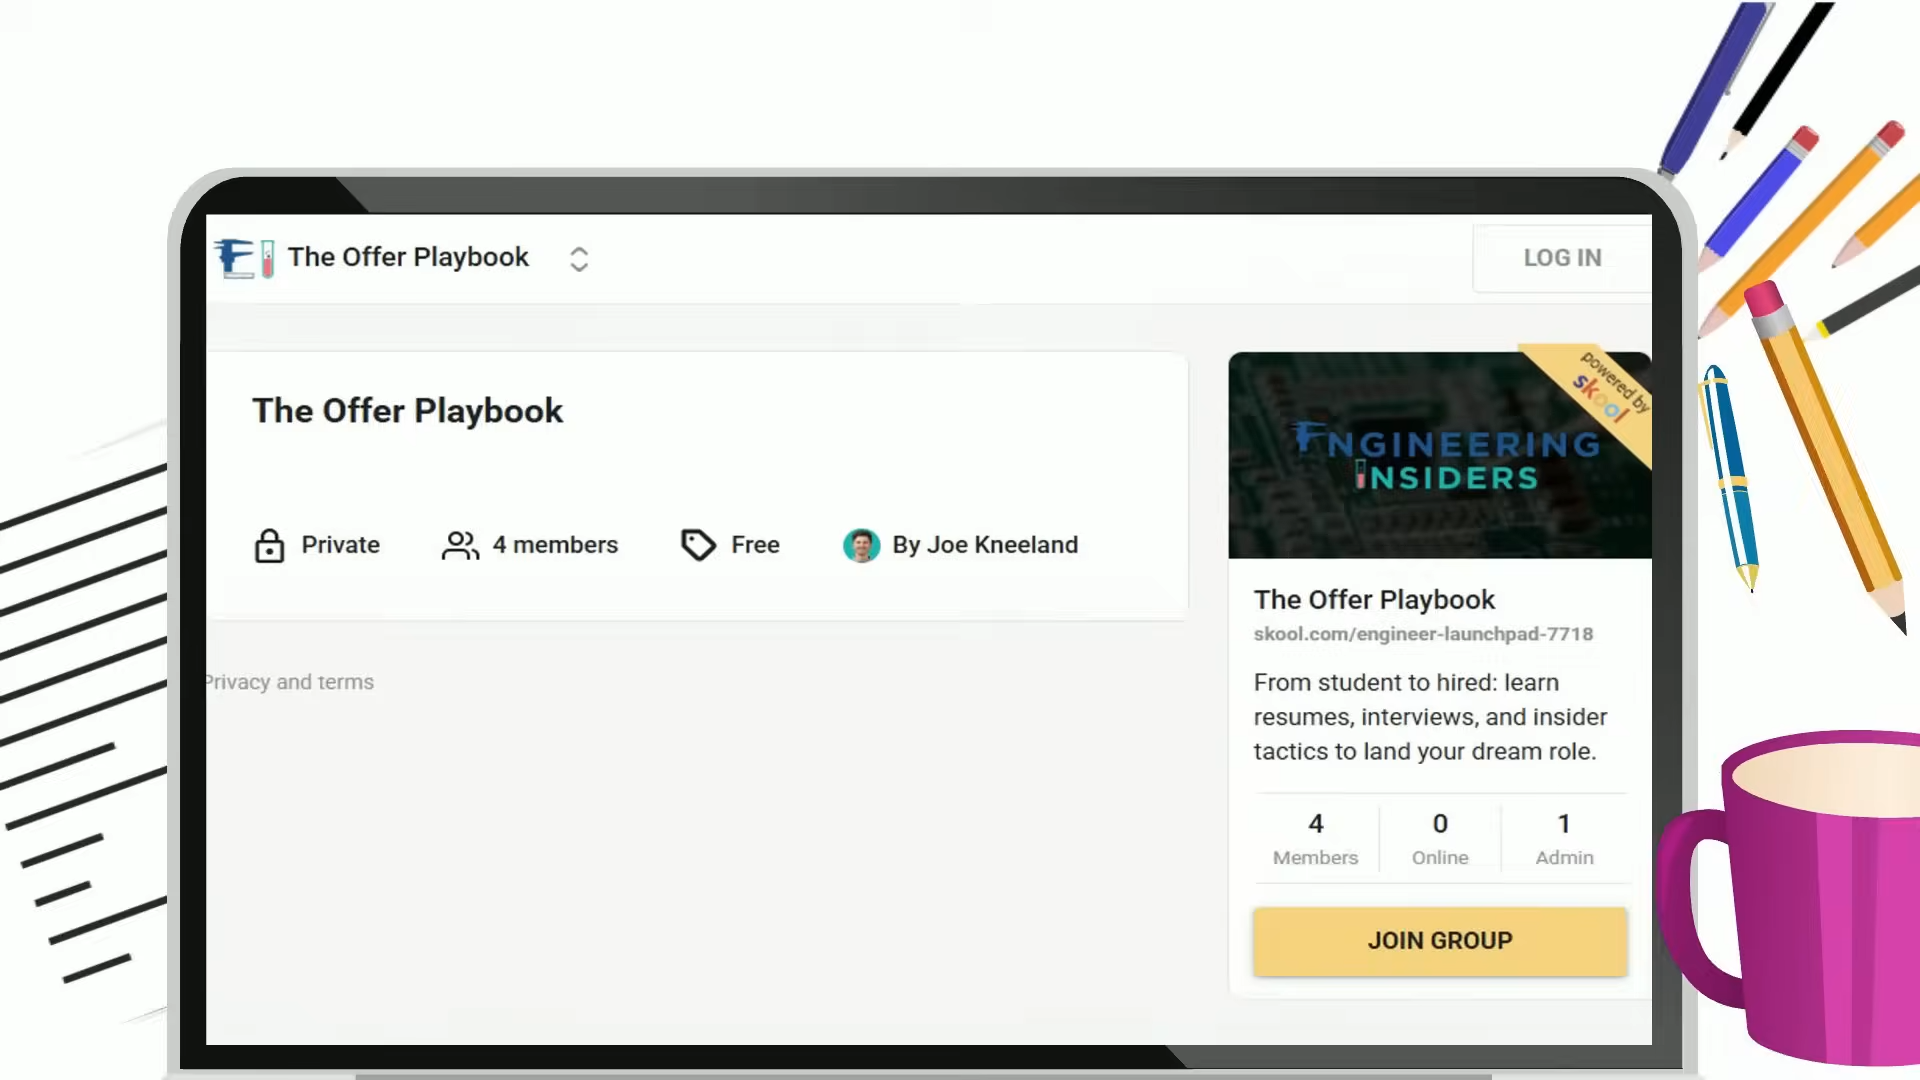 The Offer Playbook
LOG IN
The Offer Playbook
Private
4 members
Free
By Joe Kneeland
Privacy and terms
powered by
skool
ENGINEERING
INSIDERS
The Offer Playbook
skool.com/engineer-launchpad-7718
From student to hired: learn
resumes, interviews, and insider
tactics to land your dream role.
4
Members
0
Online
1
Admin
JOIN GROUP